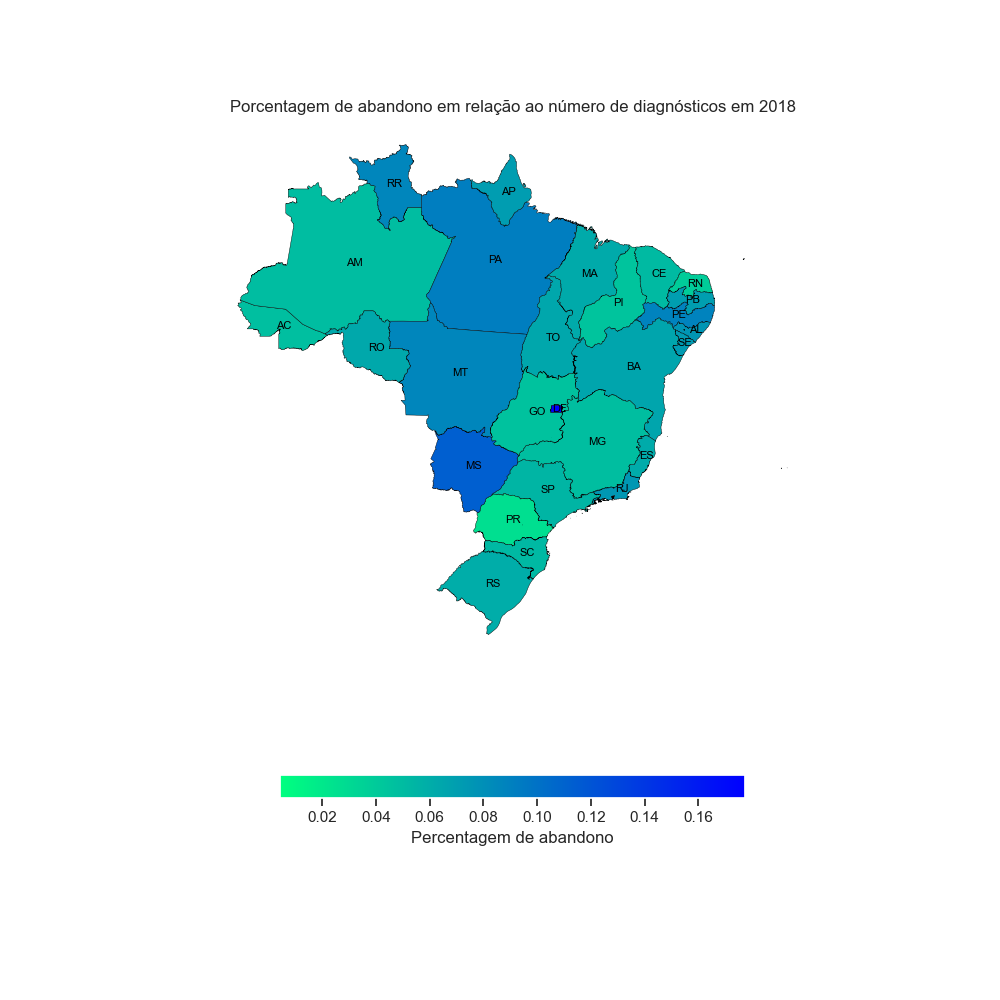 Porcentagem de abandono em relação ao número de diagnósticos em 2018
RR
AP
AM
PA
MA
CE
RN
PI
PB
PE
AC
AL
TO
SE
RO
BA
MT
GO
DF
MG
ES
MS
SP
RJ
PR
SC
RS
0.02 0.04 0.06 0.08 0.10 0.12 0.14 0.16
Percentagem de abandono